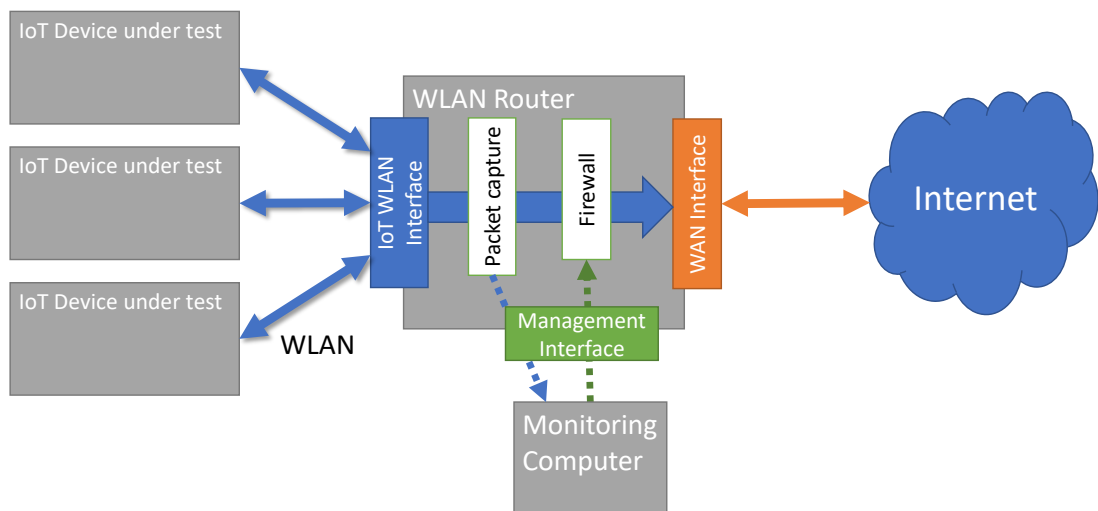 IoT Device under test
IoT Device under test
IoT Device under test
WLAN
WLAN Router
IoT WLAN
Interface
Packet capture
Firewall
WAN Interface
Management
Interface
Monitoring
Computer
Internet